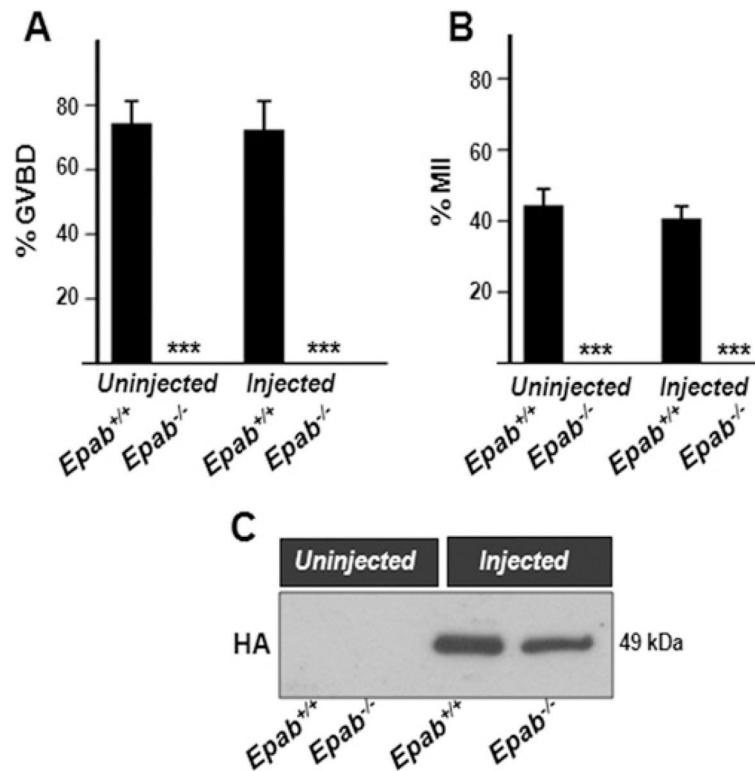 A
% GVBD
80
60
40
20
*** ***
Uninjected Injected
Epab+/+ Epab-/- Epab+/+ Epab-/-
B
% MII
80
60
40
20
*** ***
Uninjected Injected
Epab+/+ Epab-/- Epab+/+ Epab-/-
C
Uninjected Injected
HA 49 kDa
Epab+/+ Epab-/- Epab+/+ Epab-/-